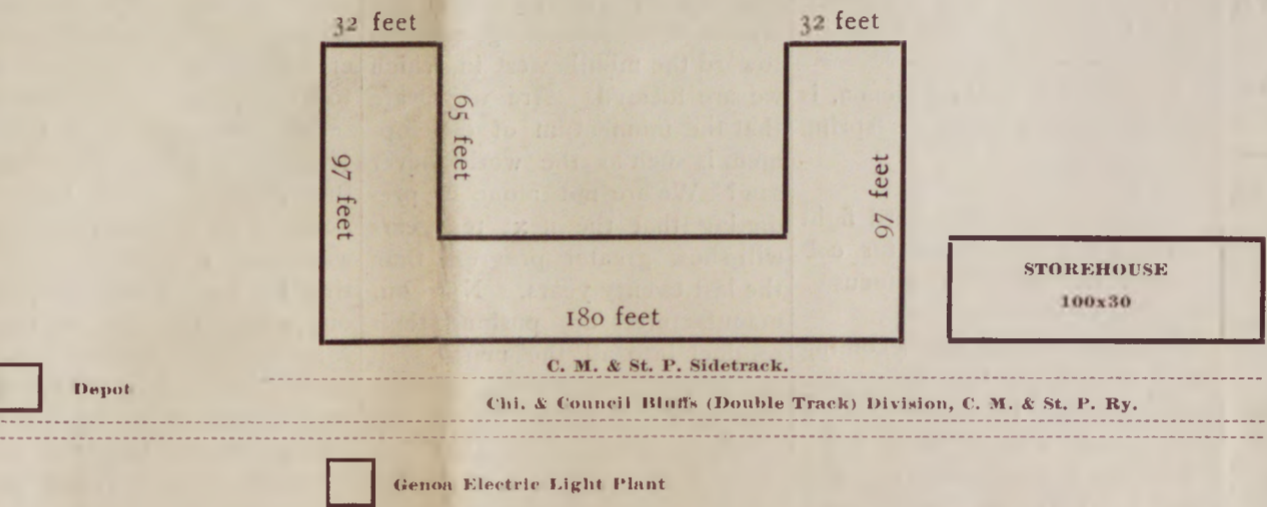 32 feet
32 feet
65 feet
97 feet
97 feet
STOREHOUSE
100x30
180 feet
C. M. & St. P. Sidetrack.
Depot
Chi. & Council Bluffs (Double Track) Division, C. M. & St. P. Ry.
Genoa Electric Light Plant